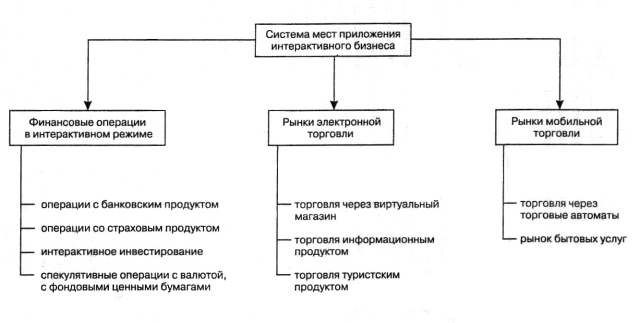 Система мест приложения
интерактивного бизнеса
Финансовые операции
в интерактивном режиме
операции с банковским продуктом
операции со страховым продуктом
интерактивное инвестирование
спекулятивные операции с валютой,
с фондовыми ценными бумагами
Рынки электронной
торговли
торговля через виртуальный
магазин
торговля информационным
продуктом
торговля туристским
продуктом
Рынки мобильной
торговли
торговля через
торговые автоматы
рынок бытовых услуг